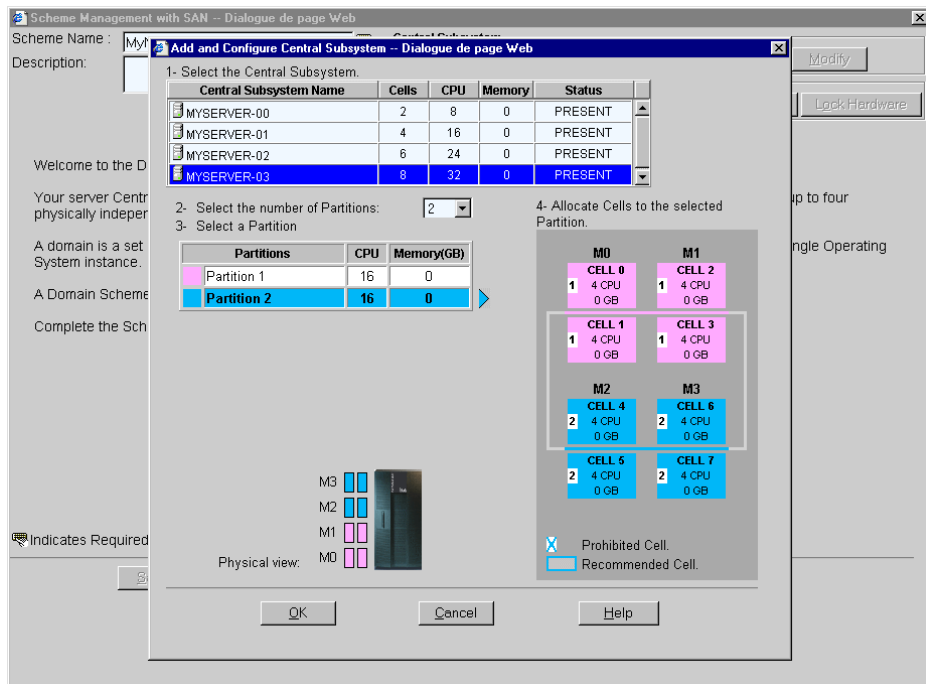 Scheme Management with SAN -- Dialogue de page Web
Scheme Name :
Central Subsystem
Description:
Modify
Lock Hardware
Add and Configure Central Subsystem -- Dialogue de page Web
1- Select the Central Subsystem.
Central Subsystem Name Cells CPU Memory Status
MYSERVER-00 2 8 0 PRESENT
MYSERVER-01 4 16 0 PRESENT
MYSERVER-02 6 24 0 PRESENT
MYSERVER-03 8 32 0 PRESENT
2- Select the number of Partitions: 2
3- Select a Partition
Partitions CPU Memory(GB)
Partition 1 16 0
Partition 2 16 0
4- Allocate Cells to the selected
Partition.
M0 M1
CELL 0 CELL 2
1 4 CPU 1 4 CPU
0 GB 0 GB
CELL 1 CELL 3
1 4 CPU 1 4 CPU
0 GB 0 GB
M2 M3
CELL 4 CELL 6
2 4 CPU 2 4 CPU
0 GB 0 GB
CELL 5 CELL 7
2 4 CPU 2 4 CPU
0 GB 0 GB
X Prohibited Cell.
Recommended Cell.
M3
M2
M1
Physical view: M0
OK Cancel Help
Welcome to the D
Your server Centr
up to four
physically indeper
A domain is a set
ngle Operating
System instance.
A Domain Scheme
Complete the Sch
Indicates Required